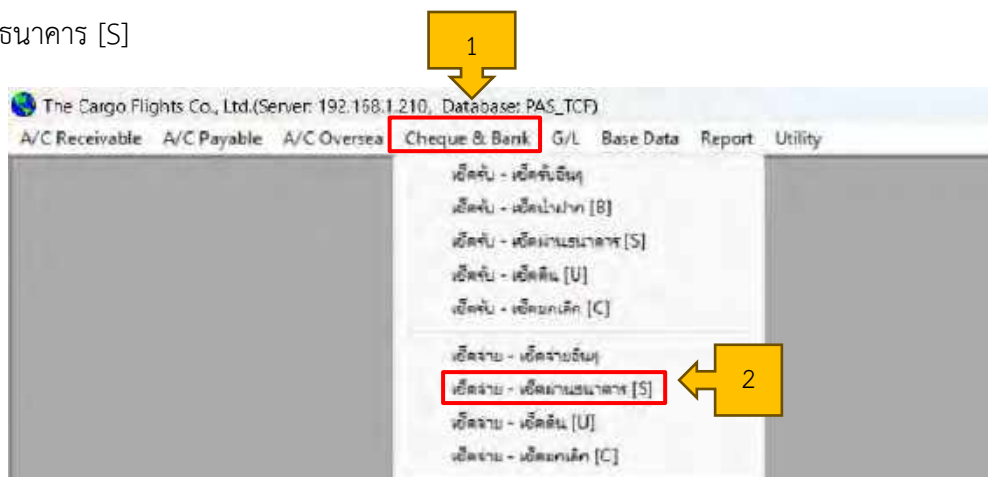 ธนาคาร [S]
1
The Cargo Flights Co., Ltd.(Server: 192.168.1.210, Database: PAS_TCF)
A/C Receivable A/C Payable A/C Oversea Cheque & Bank G/L Base Data Report Utility
เช็ครับ - เช็ครับอื่นๆ
เช็ครับ - เช็คนำฝาก [B]
เช็ครับ - เช็คผ่านธนาคาร [S]
เช็ครับ - เช็คคืน [U]
เช็ครับ - เช็คยกเลิก [C]
เช็คจ่าย - เช็คจ่ายอื่นๆ
เช็คจ่าย - เช็คผ่านธนาคาร [S]
2
เช็คจ่าย - เช็คคืน [U]
เช็คจ่าย - เช็คยกเลิก [C]